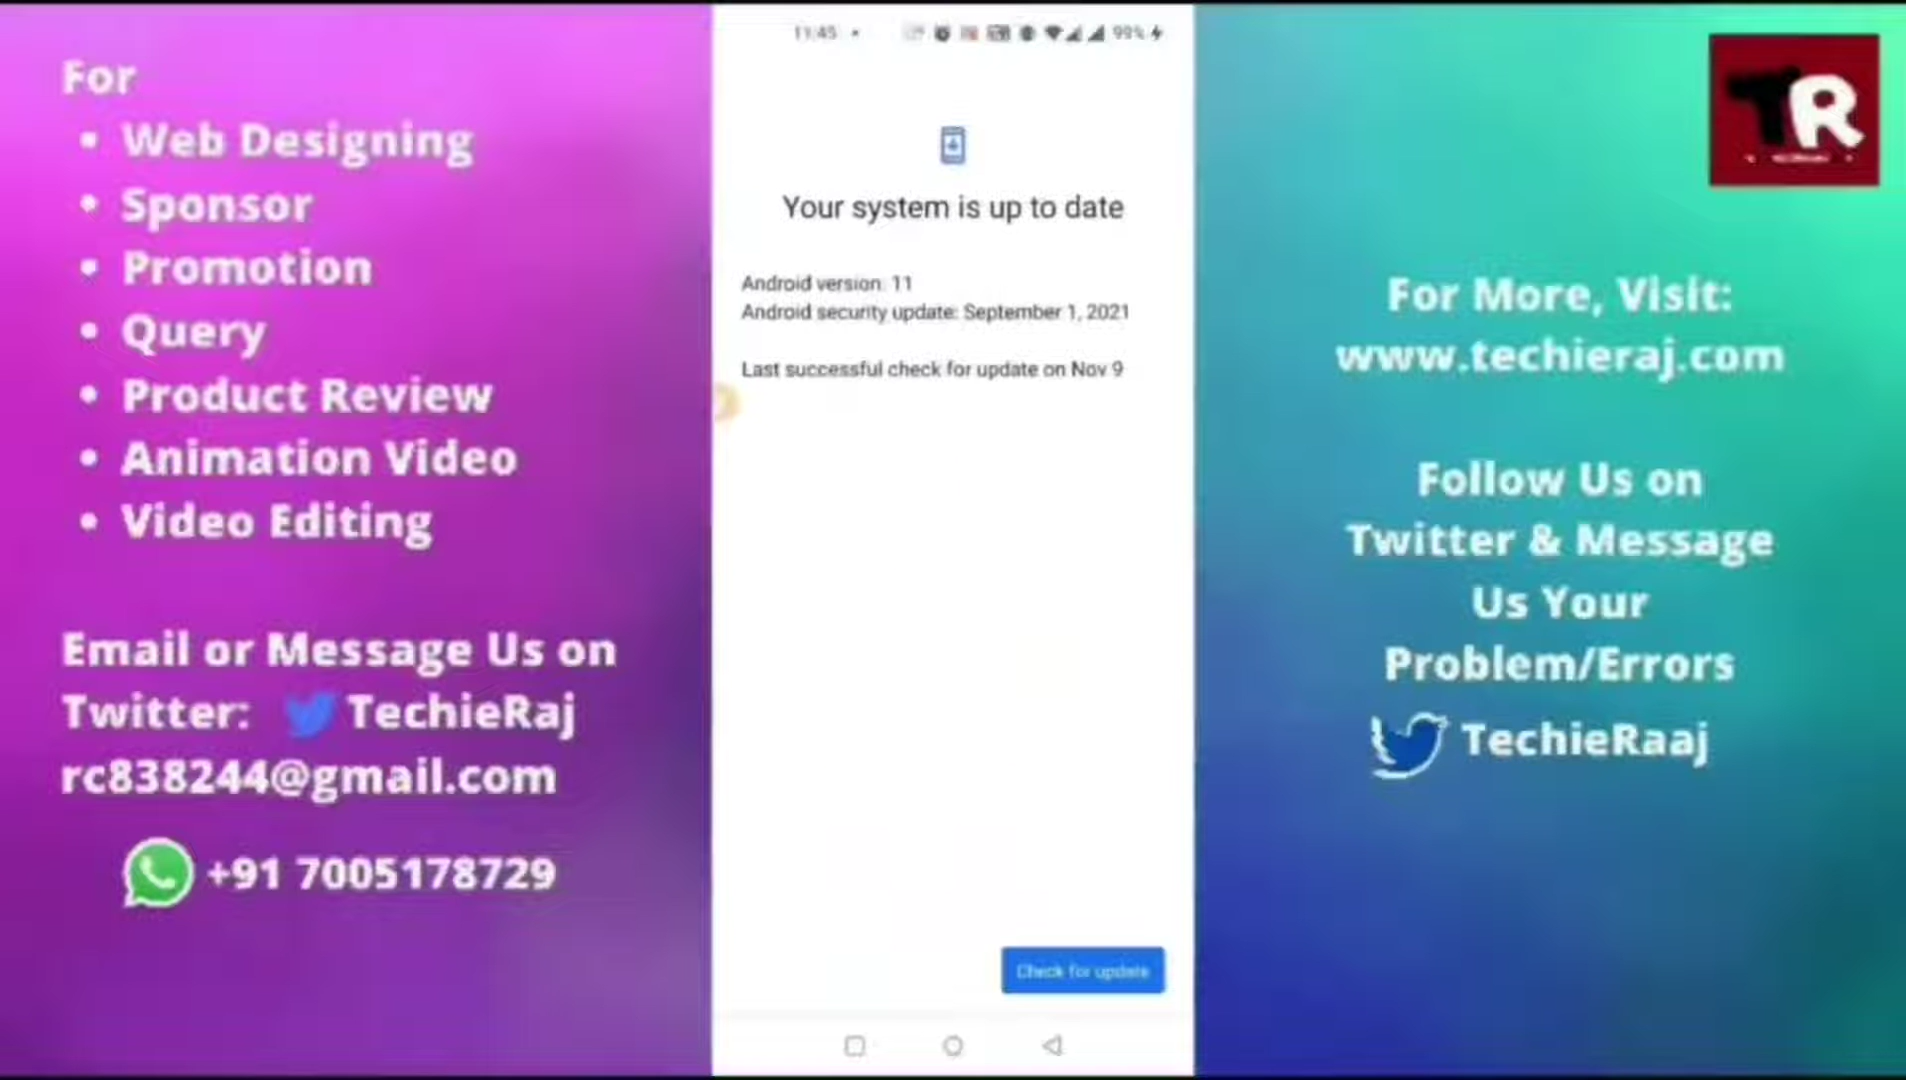 For
• Web Designing
• Sponsor
• Promotion
• Query
• Product Review
• Animation Video
• Video Editing
Email or Message Us on
Twitter: TechieRaj
rc838244@gmail.com
+91 7005178729
11:45
99%
Your system is up to date
Android version: 11
Android security update: September 1, 2021
Last successful check for update on Nov 9
Check for update
TR
For More, Visit:
www.techieraj.com
Follow Us on
Twitter & Message
Us Your
Problem/Errors
TechieRaaj